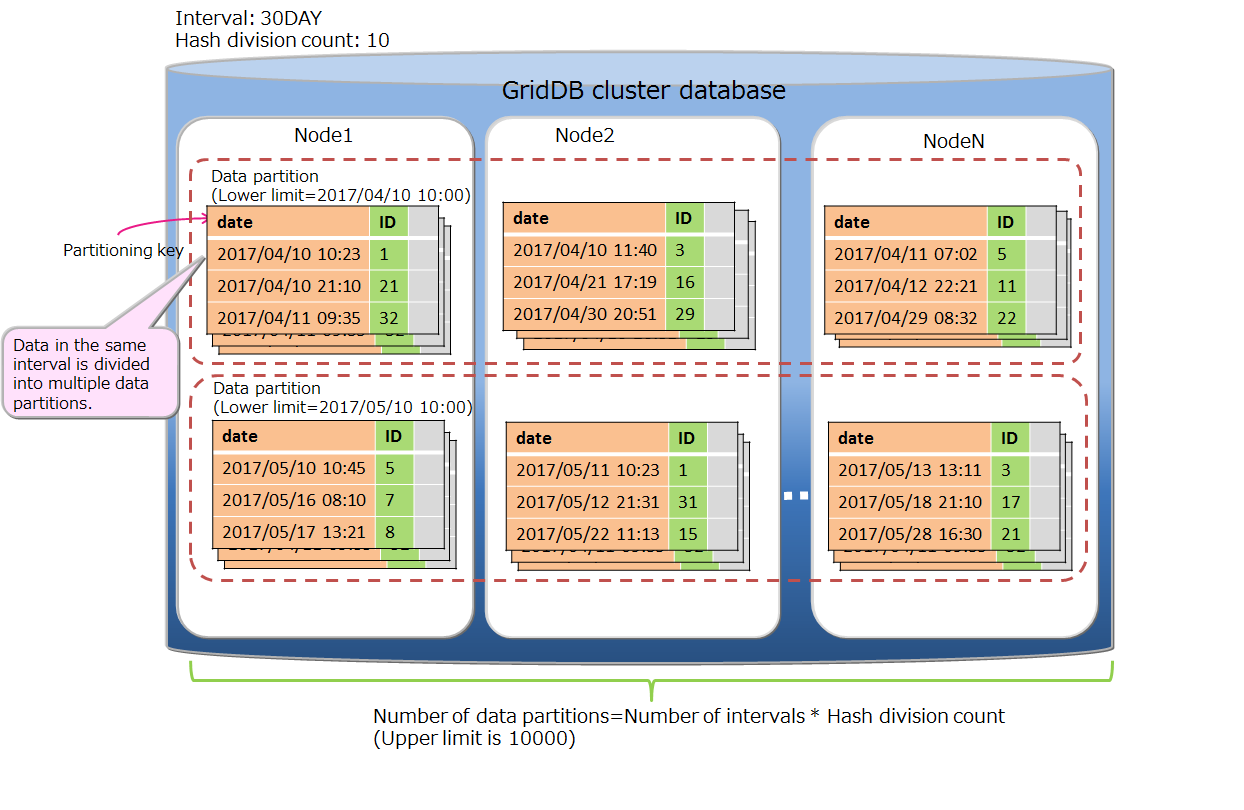 Interval: 30DAY
Hash division count: 10
GridDB cluster database
Node1
Node2
NodeN
Data partition
(Lower limit=2017/04/10 10:00)
date ID
2017/04/10 10:23 1
2017/04/10 21:10 21
2017/04/11 09:35 32
date ID
2017/04/10 11:40 3
2017/04/21 17:19 16
2017/04/30 20:51 29
date ID
2017/04/11 07:02 5
2017/04/12 22:21 11
2017/04/29 08:32 22
Partitioning key
Data in the same
interval is divided
into multiple data
partitions.
Data partition
(Lower limit=2017/05/10 10:00)
date ID
2017/05/10 10:45 5
2017/05/16 08:10 7
2017/05/17 13:21 8
date ID
2017/05/11 10:23 1
2017/05/12 21:31 31
2017/05/22 11:13 15
date ID
2017/05/13 13:11 3
2017/05/18 21:10 17
2017/05/28 16:30 21
Number of data partitions=Number of intervals * Hash division count
(Upper limit is 10000)